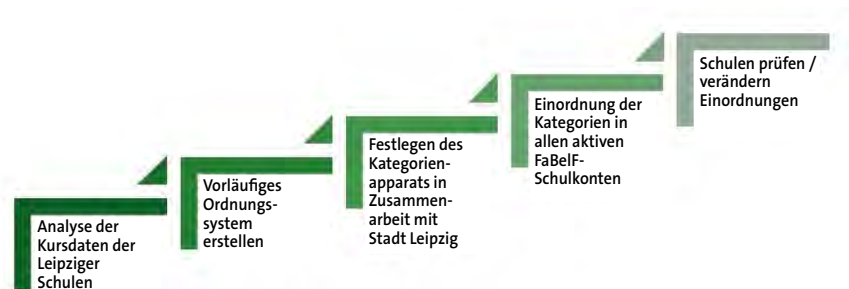 Analyse der
Kursdaten der
Leipziger
Schulen
Vorläufiges
Ordnungs-
system
erstellen
Festlegen des
Kategorien-
apparats in
Zusammen-
arbeit mit
Stadt Leipzig
Einordnung der
Kategorien in
allen aktiven
FaBelF-
Schulkonten
Schulen prüfen /
verändern
Einordnungen